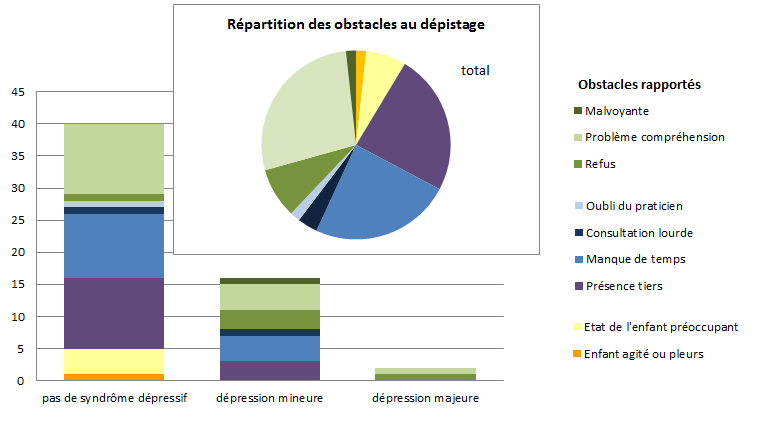 Répartition des obstacles au dépistage
total
45
40
35
30
25
20
15
10
5
0
pas de syndrôme dépressif
dépression mineure
dépression majeure
Obstacles rapportés
Malvoyante
Problème compréhension
Refus
Oubli du praticien
Consultation lourde
Manque de temps
Présence tiers
Etat de l'enfant préoccupant
Enfant agité ou pleurs